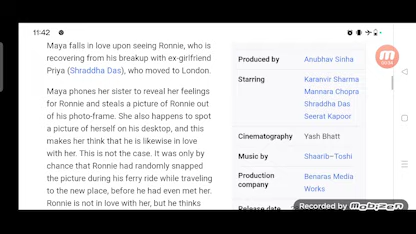 11:42
Maya falls in love upon seeing Ronnie, who is
recovering from his breakup with ex-girlfriend
Priya (Shraddha Das), who moved to London.
Maya phones her sister to reveal her feelings
for Ronnie and steals a picture of Ronnie out
of his photo-frame. She also happens to spot
a picture of herself on his desktop, and this
makes her think that he is likewise in love
with her. This is not the case. It was only by
chance that Ronnie had randomly snapped
the picture during his ferry ride while traveling
to the new place, before he had even met her.
Ronnie is not in love with her, but he thinks
Produced by Anubhav Sinha
Starring Karanvir Sharma
Mannara Chopra
Shraddha Das
Seerat Kapoor
Cinematography Yash Bhatt
Music by Shaarib–Toshi
Production Benaras Media
company Works
Release date
Recorded by Mobizen